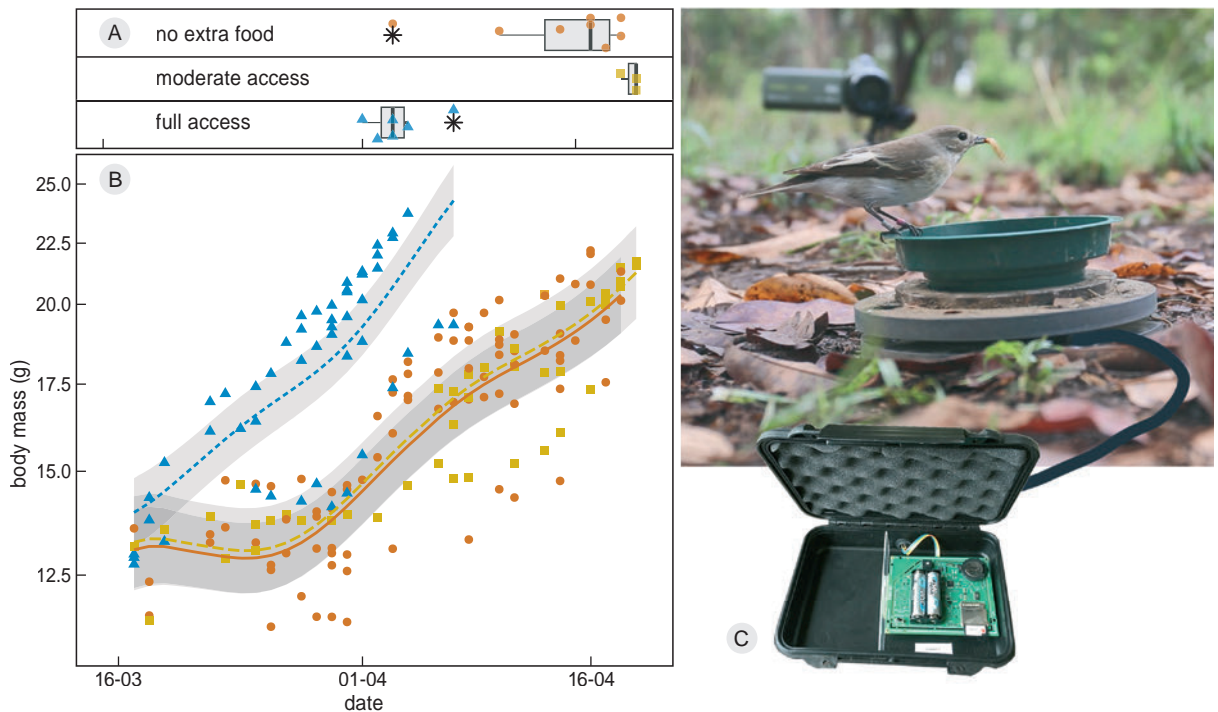 A
no extra food
moderate access
full access
B
25.0
22.5
20.0
17.5
15.0
12.5
body mass (g)
16-03
01-04
16-04
date
C